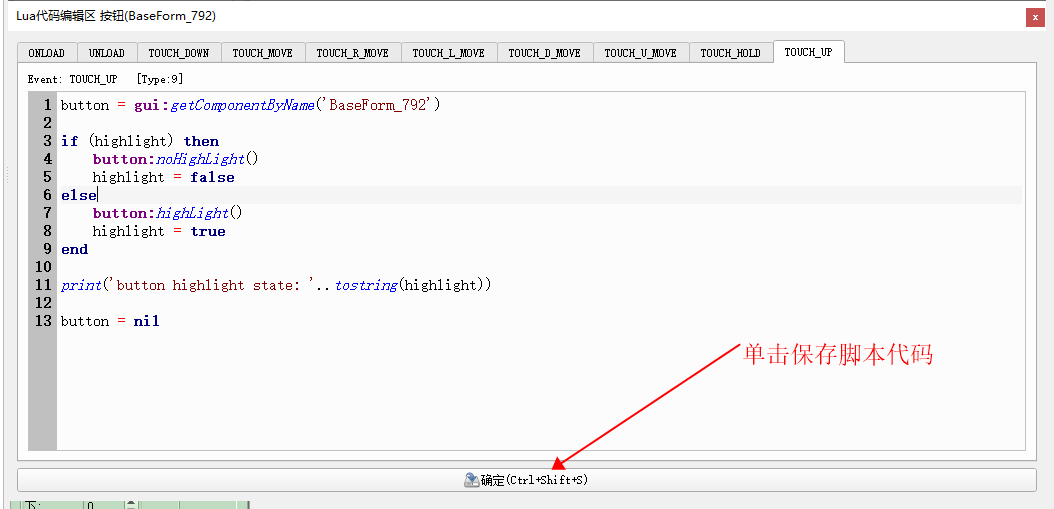 Lua代码编辑区 按钮(BaseForm_792)
x
ONLOAD UNLOAD TOUCH_DOWN TOUCH_MOVE TOUCH_R_MOVE TOUCH_L_MOVE TOUCH_D_MOVE TOUCH_U_MOVE TOUCH_HOLD TOUCH_UP
Event: TOUCH_UP [Type:9]
1 button = gui:getComponentByName('BaseForm_792')
2
3 if (highlight) then
4 button:noHighLight()
5 highlight = false
6 else
7 button:highLight()
8 highlight = true
9 end
10
11 print('button highlight state: '..tostring(highlight))
12
13 button = nil
单击保存脚本代码
确定(Ctrl+Shift+S)
下: 0